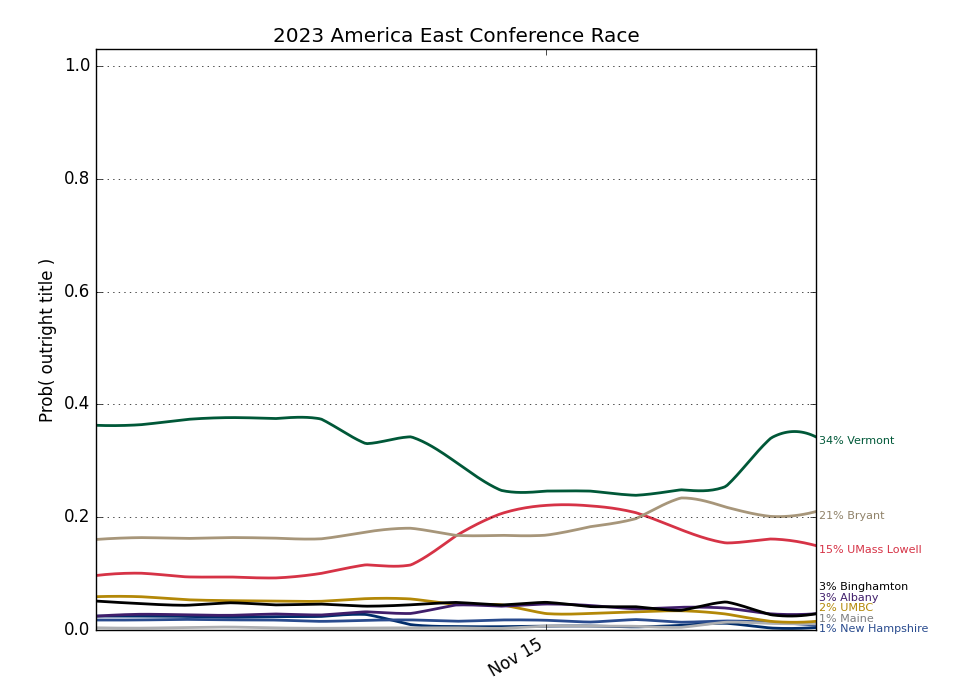 2023 America East Conference Race
1.0
0.8
0.6
0.4
0.2
0.0
Prob( outright title )
Nov 15
34% Vermont
21% Bryant
15% UMass Lowell
3% Binghamton
3% Albany
2% UMBC
1% Maine
1% New Hampshire